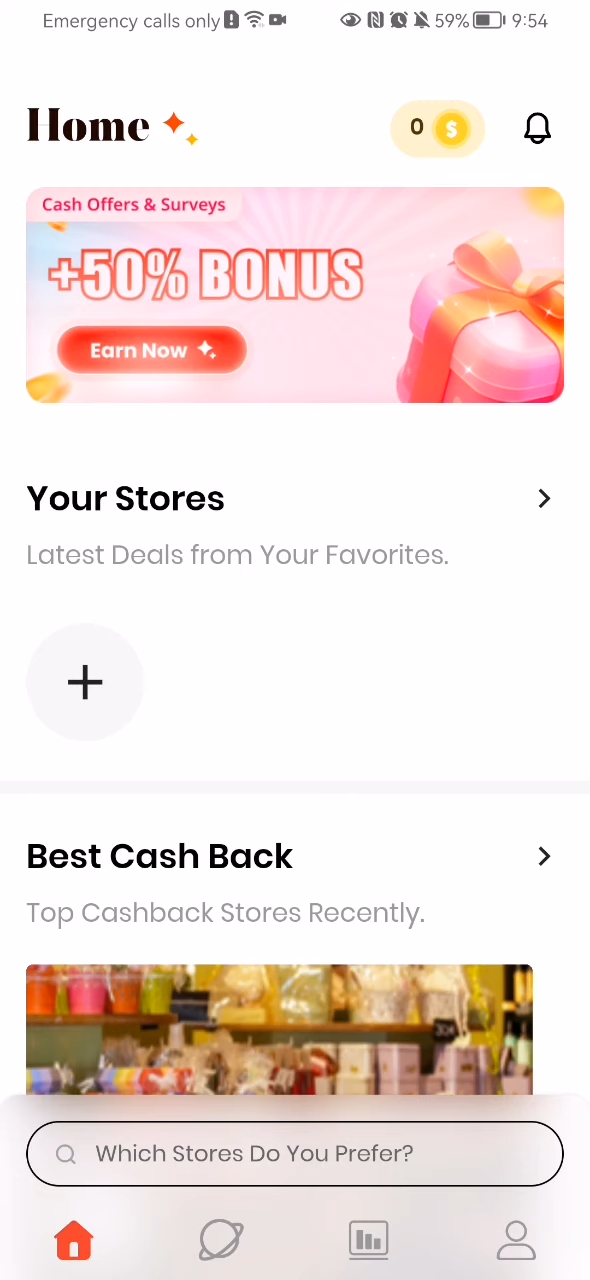 Emergency calls only 59% 9:54
Home 0 $
Cash Offers & Surveys
+50% BONUS
Earn Now
Your Stores
Latest Deals from Your Favorites.
Best Cash Back
Top Cashback Stores Recently.
Which Stores Do You Prefer?